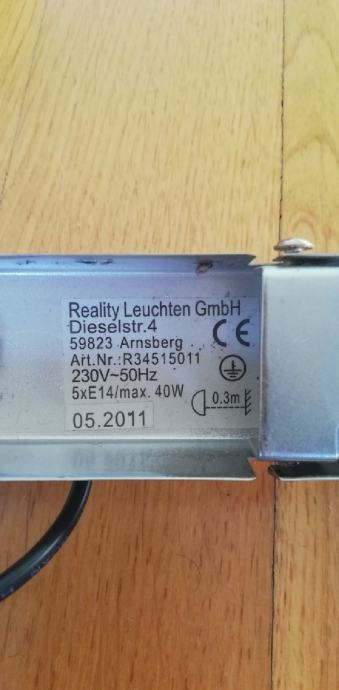 Reality Leuchten GmbH
Dieselstr.4
59823 Arnsberg
CE
Art.Nr.:R34515011
230V~50Hz
5xE14/max. 40W
0.3m
05.2011